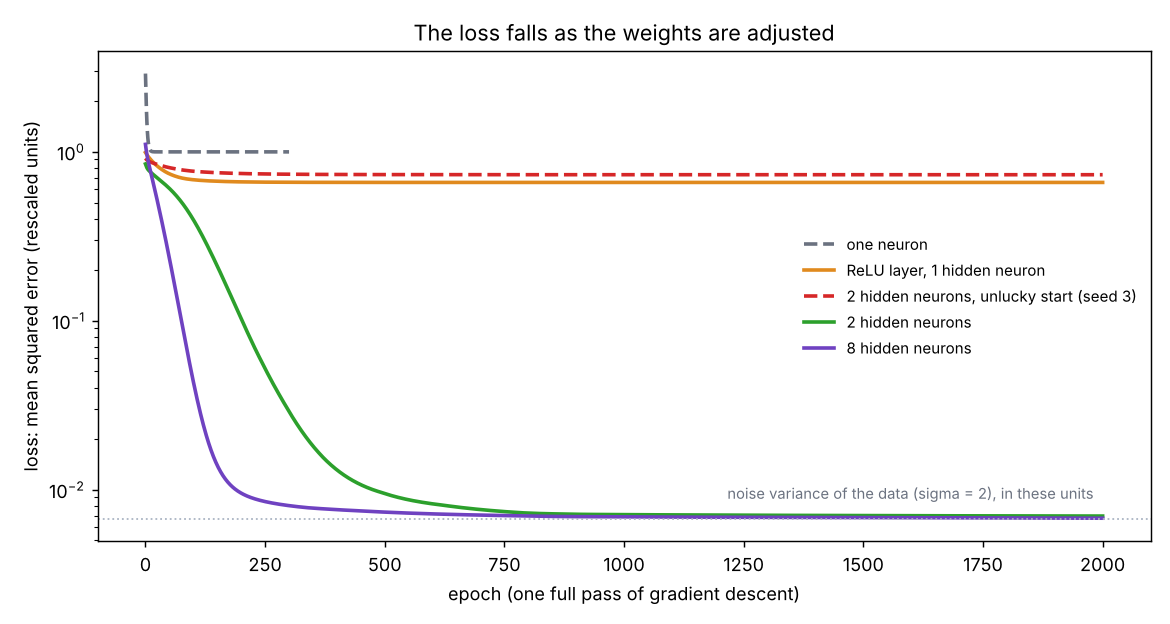 The loss falls as the weights are adjusted
loss: mean squared error (rescaled units)
10⁰
10⁻¹
10⁻²
one neuron
ReLU layer, 1 hidden neuron
2 hidden neurons, unlucky start (seed 3)
2 hidden neurons
8 hidden neurons
noise variance of the data (sigma = 2), in these units
0 250 500 750 1000 1250 1500 1750 2000
epoch (one full pass of gradient descent)